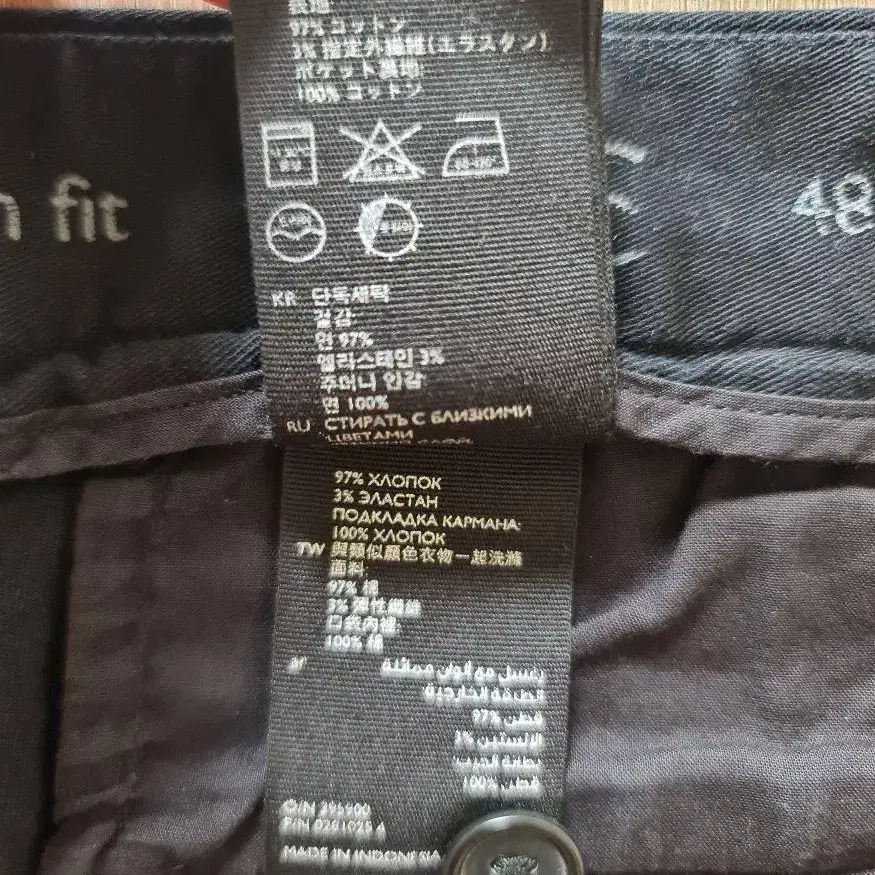 97% コットン
3% 指定外繊維(エラスタン)
ポケット裏地:
100% コットン
fit
48
KR 단독세탁
겉감:
면 97%
엘라스테인 3%
주머니 안감:
면 100%
RU СТИРАТЬ С БЛИЗКИМИ
ЦВЕТАМИ
97% ХЛОПОК
3% ЭЛАСТАН
ПОДКЛАДКА КАРМАНА:
100% ХЛОПОК
TW 與類似顏色衣物一起洗滌
面料:
97% 棉
3% 彈性纖維
口袋內裡:
100% 棉
ar يغسل مع ألوان مماثلة
الطبقة الخارجية
قطن 97%
الاستين 3%
بطانة الجيب:
قطن 100%
O/N 395900
P/N 0281025
MADE IN INDONESIA